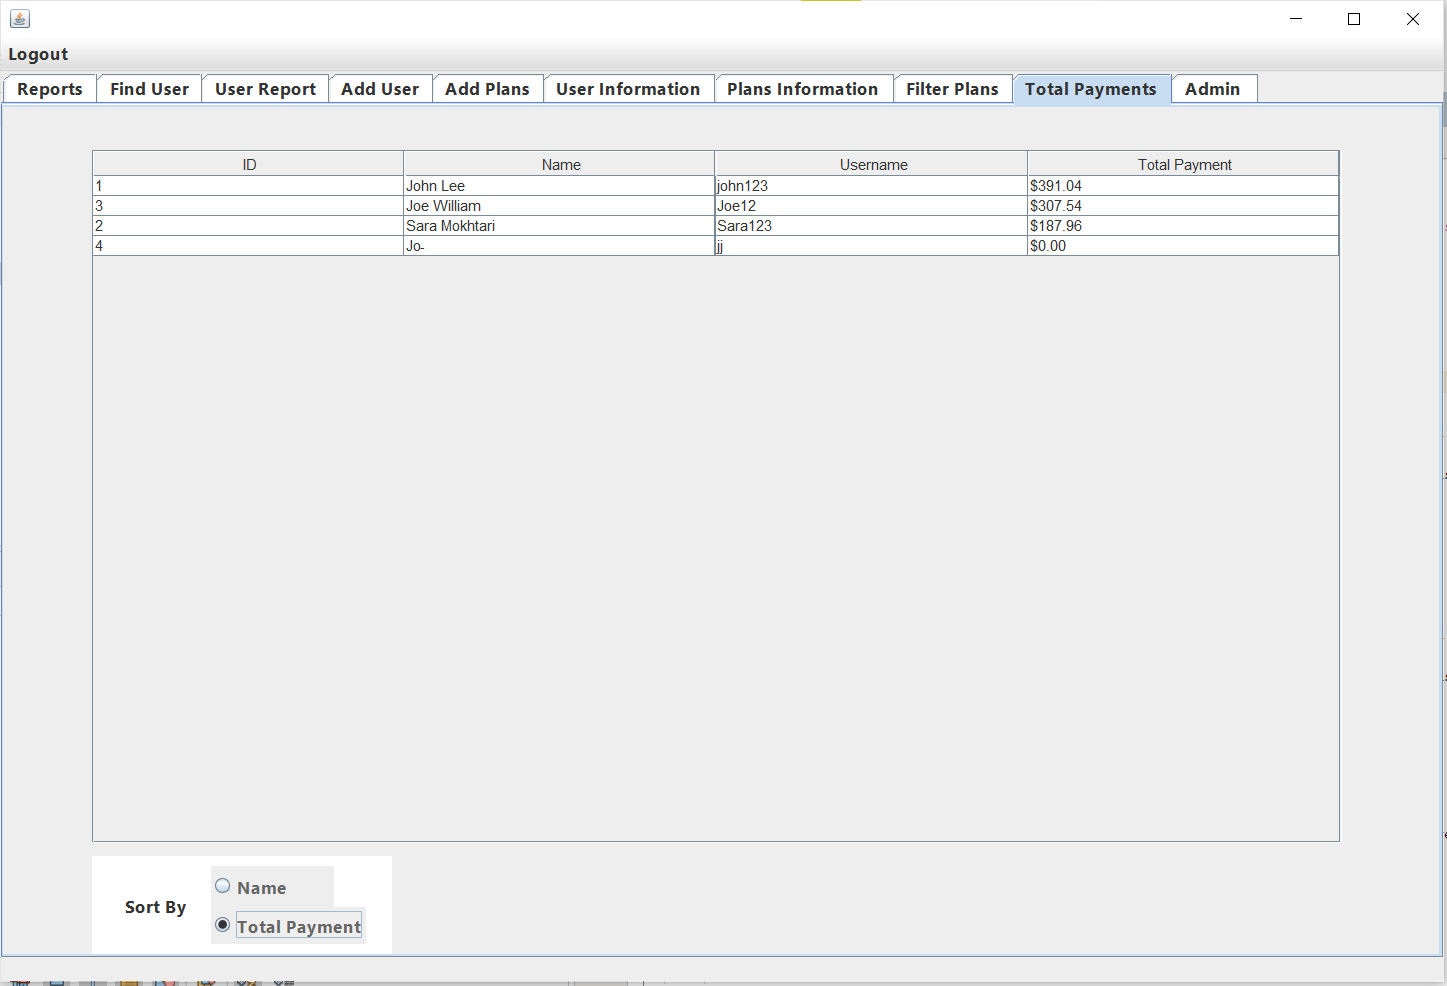 Logout
Reports Find User User Report Add User Add Plans User Information Plans Information Filter Plans Total Payments Admin
ID Name Username Total Payment
1 John Lee john123 $391.04
3 Joe William Joe12 $307.54
2 Sara Mokhtari Sara123 $187.96
4 Jo- jj $0.00
Sort By
Name
Total Payment